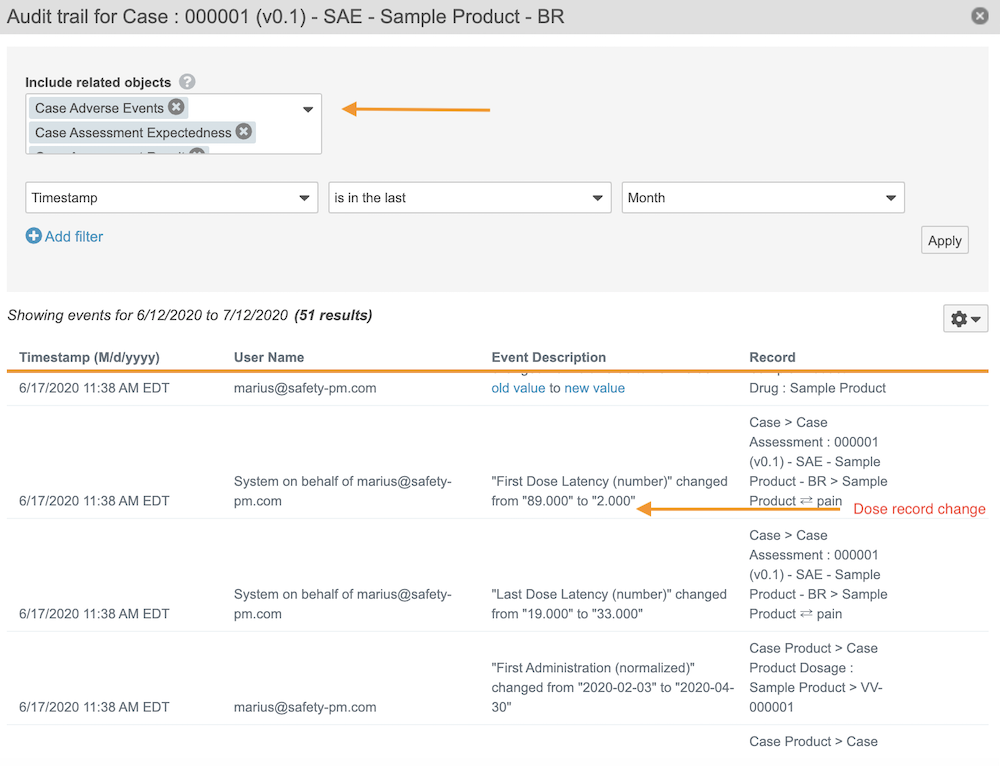 Audit trail for Case : 000001 (v0.1) - SAE - Sample Product - BR
Include related objects ?
Case Adverse Events
Case Assessment Expectedness
Timestamp
is in the last
Month
Add filter
Apply
Showing events for 6/12/2020 to 7/12/2020 (51 results)
Timestamp (M/d/yyyy) User Name Event Description Record
6/17/2020 11:38 AM EDT marius@safety-pm.com old value to new value Drug : Sample Product
Case > Case
Assessment : 000001
(v0.1) - SAE - Sample
System on behalf of marius@safety- "First Dose Latency (number)" changed Product - BR > Sample
6/17/2020 11:38 AM EDT pm.com from "89.000" to "2.000" Product ⇄ pain
Dose record change
Case > Case
Assessment : 000001
(v0.1) - SAE - Sample
System on behalf of marius@safety- "Last Dose Latency (number)" changed Product - BR > Sample
6/17/2020 11:38 AM EDT pm.com from "19.000" to "33.000" Product ⇄ pain
Case Product > Case
"First Administration (normalized)" Product Dosage :
changed from "2020-02-03" to "2020-04- Sample Product > VV-
6/17/2020 11:38 AM EDT marius@safety-pm.com 30" 000001
Case Product > Case